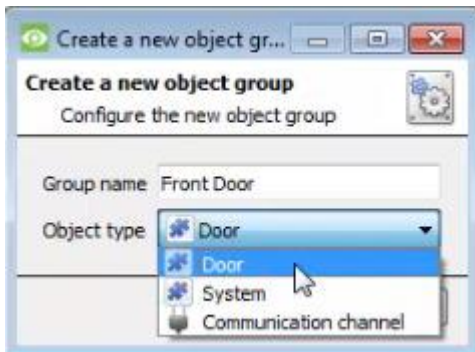 Create a new object gr...
Create a new object group
Configure the new object group
Group name Front Door
Object type Door
Door
System
Communication channel